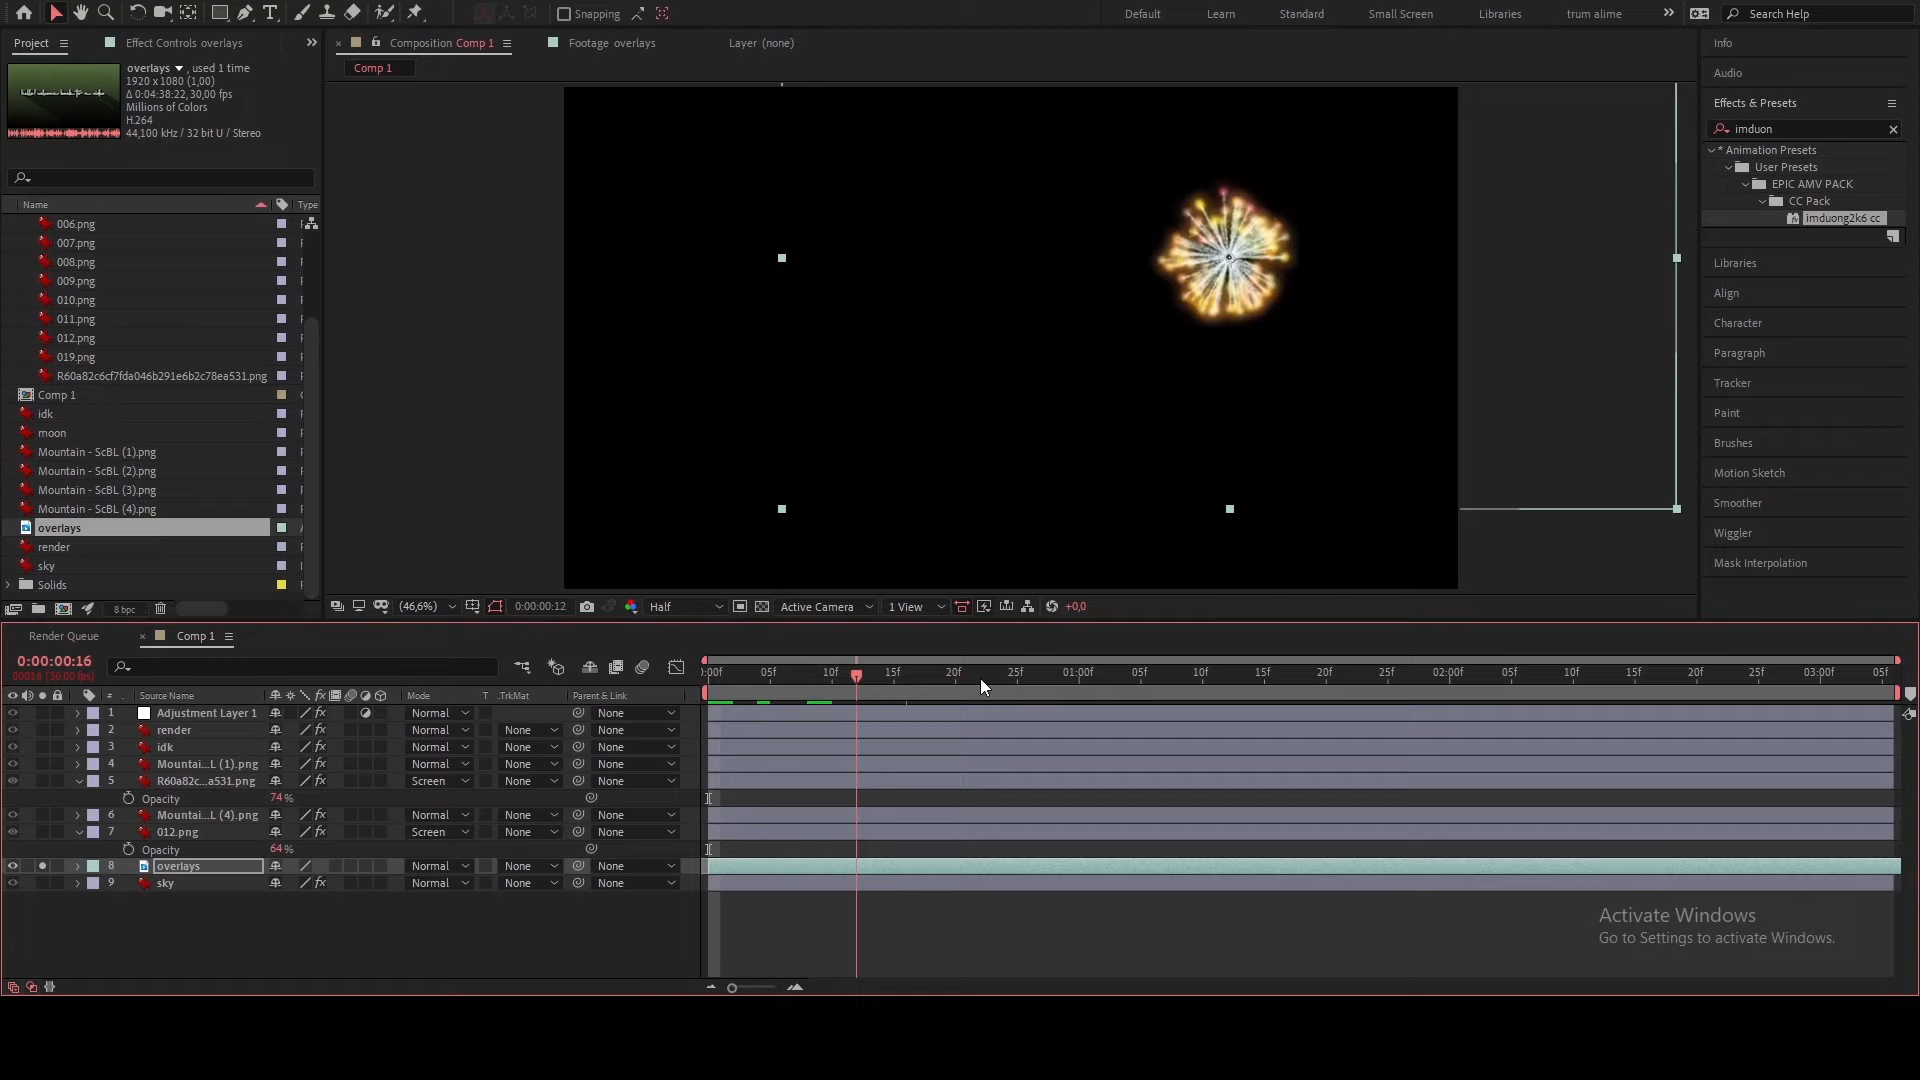 Snapping
Default
Learn
Standard
Small Screen
Libraries
trum alime
Search Help
Project
Effect Controls overlays
Composition Comp 1
Footage overlays
Layer (none)
Comp 1
overlays , used 1 time
1920 x 1080 (1,00)
Δ 0:04:38:22, 30,00 fps
Millions of Colors
H.264
44,100 kHz / 32 bit U / Stereo
Name
Type
006.png
007.png
008.png
009.png
010.png
011.png
012.png
019.png
R60a82c6cf7fda046b291e6b2c78ea531.png
Comp 1
idk
moon
Mountain - ScBL (1).png
Mountain - ScBL (2).png
Mountain - ScBL (3).png
Mountain - ScBL (4).png
overlays
render
sky
Solids
8 bpc
(46,6%)
0:00:00:12
Half
Active Camera
1 View
+0,0
Info
Audio
Effects & Presets
imduon
* Animation Presets
User Presets
EPIC AMV PACK
CC Pack
imduong2k6 cc
Libraries
Align
Character
Paragraph
Tracker
Paint
Brushes
Motion Sketch
Smoother
Wiggler
Mask Interpolation
Render Queue
Comp 1
0:00:00:16
00016 (30.00 fps)
:00f 05f 10f 15f 20f 25f 01:00f 05f 10f 15f 20f 25f 02:00f 05f 10f 15f 20f 25f 03:00f 05f
# Source Name Mode T .TrkMat Parent & Link
1 Adjustment Layer 1 Normal None
2 render Normal None None
3 idk Normal None None
4 Mountai...L (1).png Normal None None
5 R60a82c...a531.png Screen None None
Opacity 74%
6 Mountai...L (4).png Normal None None
7 012.png Screen None None
Opacity 64%
8 overlays Normal None None
9 sky Normal None None
Activate Windows
Go to Settings to activate Windows.